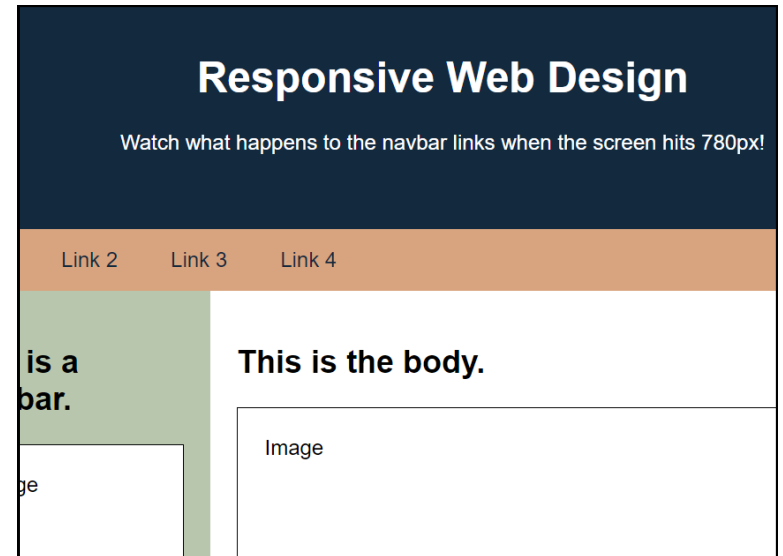 Responsive Web Design
Watch what happens to the navbar links when the screen hits 780px!
Link 2 Link 3 Link 4
is a
bar.
This is the body.
Image
ge